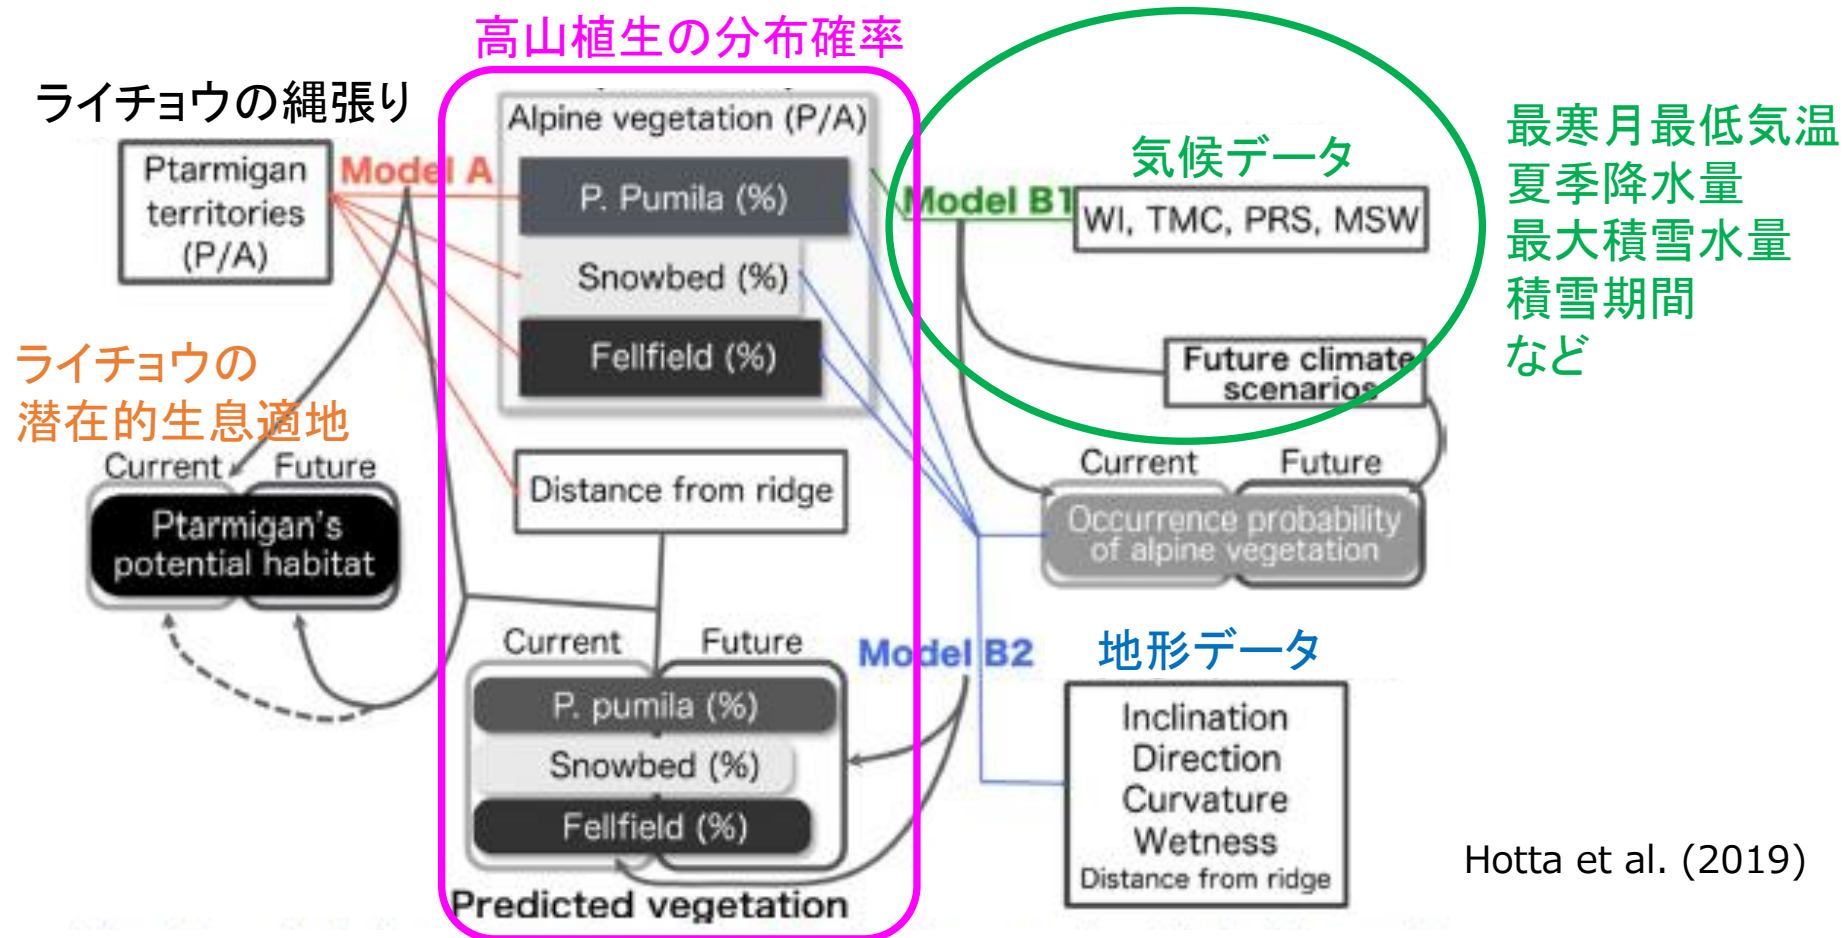 高山植生の分布確率
ライチョウの縄張り
Ptarmigan
territories
(P/A)
Model A
Alpine vegetation (P/A)
P. Pumila (%)
Snowbed (%)
Fellfield (%)
Model B1
気候データ
WI, TMC, PRS, MSW
Future climate
scenarios
最寒月最低気温
夏季降水量
最大積雪水量
積雪期間
など
ライチョウの
潜在的生息適地
Current Future
Ptarmigan's
potential habitat
Distance from ridge
Current Future
Occurrence probability
of alpine vegetation
Current Future
P. pumila (%)
Snowbed (%)
Fellfield (%)
Predicted vegetation
Model B2
地形データ
Inclination
Direction
Curvature
Wetness
Distance from ridge
Hotta et al. (2019)